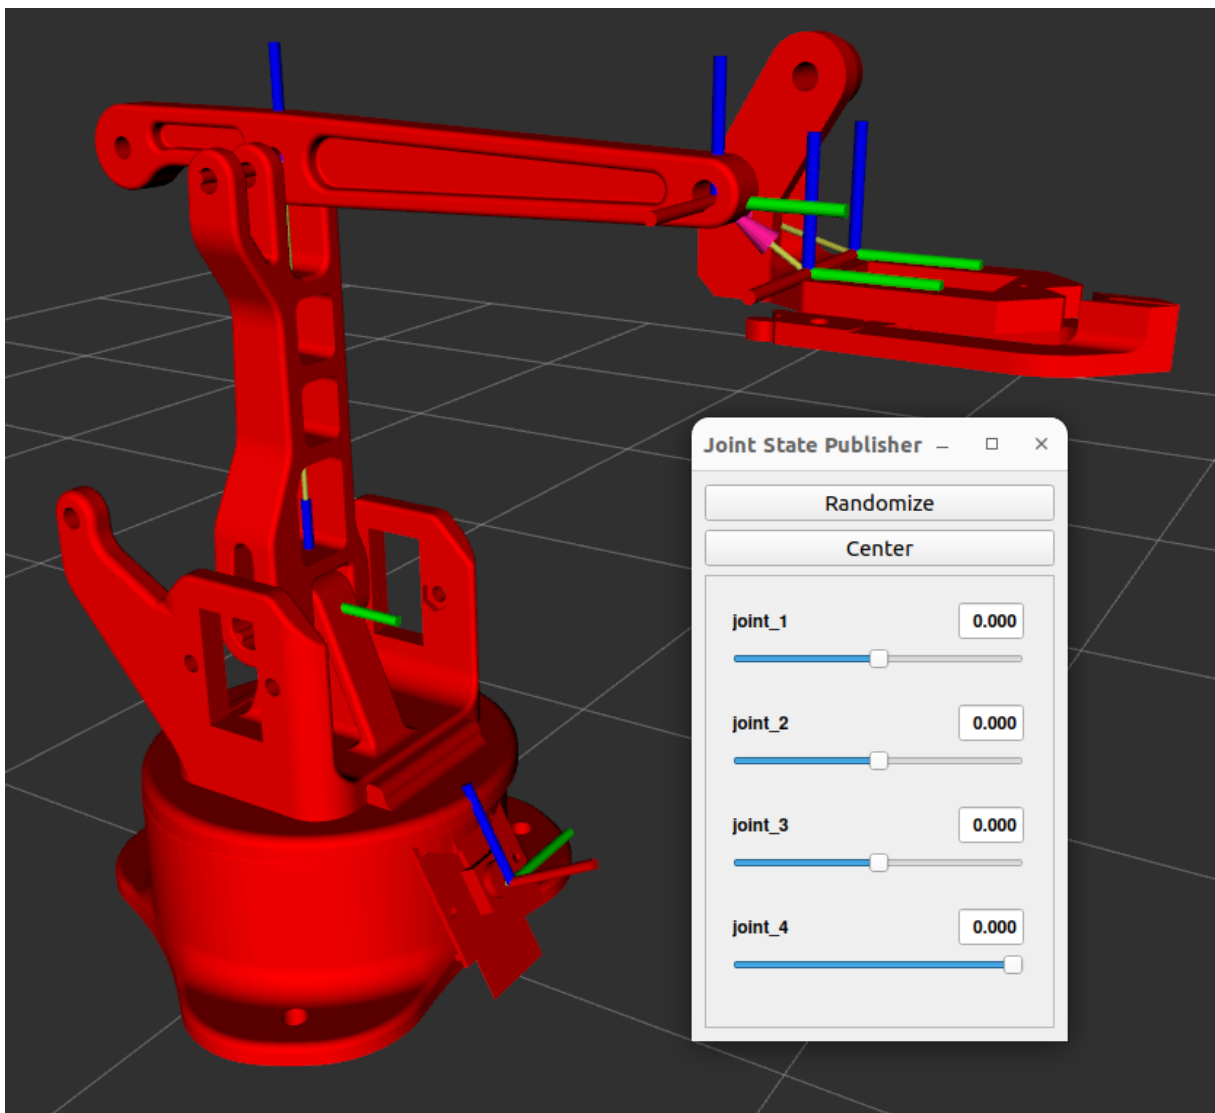 Joint State Publisher
Randomize
Center
joint_1 0.000
joint_2 0.000
joint_3 0.000
joint_4 0.000